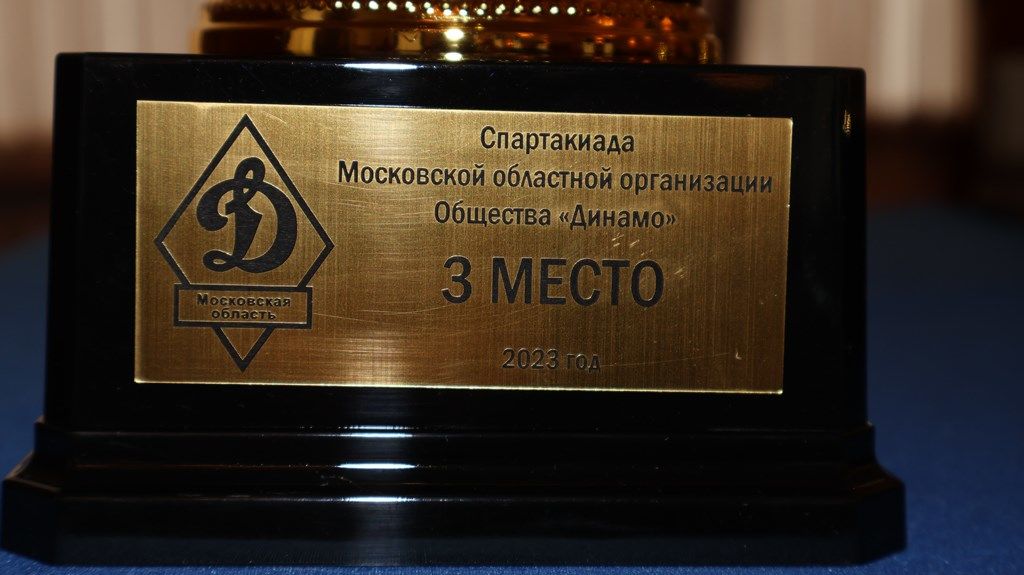 Спартакиада
Московской областной организации
Общества «Динамо»
3 МЕСТО
2023 год
Д
Московская
область